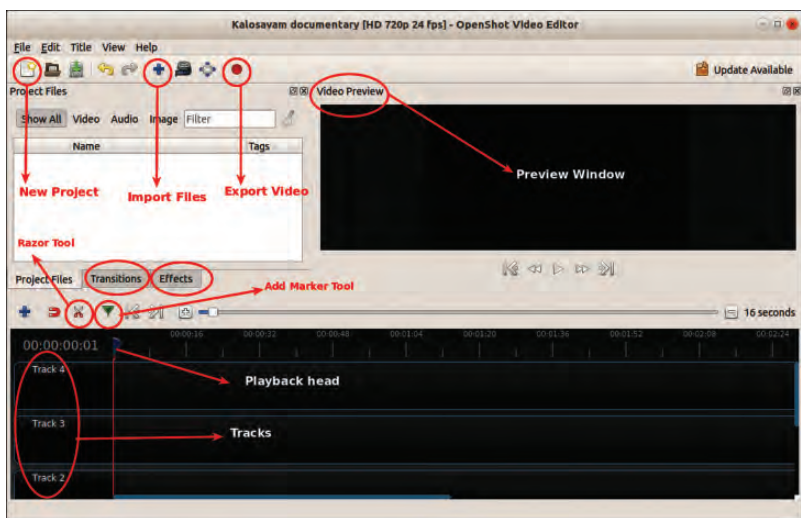 Kalosavam documentary [HD 720p 24 fps] - OpenShot Video Editor
File Edit Title View Help
Update Available
Project Files
Video Preview
Show All Video Audio Image Filter
Name Tags
New Project
Import Files
Export Video
Preview Window
Razor Tool
Project Files Transitions Effects
Add Marker Tool
16 seconds
00:00:16 00:00:32 00:00:48 00:01:04 00:01:20 00:01:36 00:01:52 00:02:08 00:02:24
00:00:00:01
Track 4
Playback head
Track 3
Tracks
Track 2